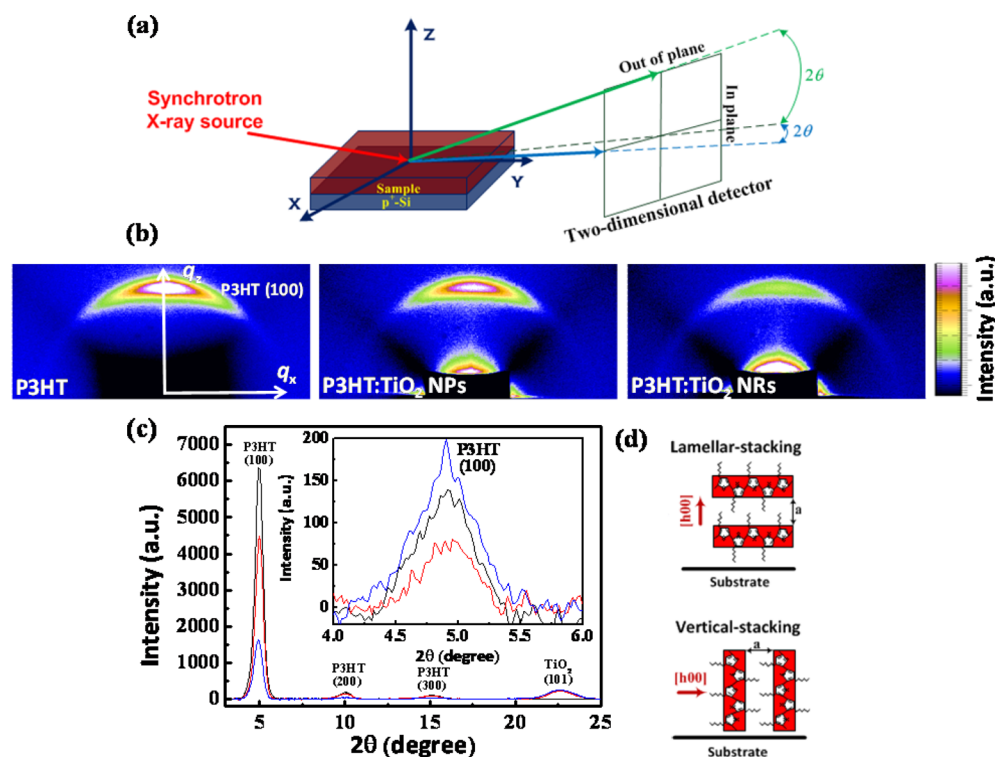 (a)
Z
Out of plane
2θ
Synchrotron
X-ray source
In plane
2θ
Y
X
Sample
p⁺-Si
Two-dimensional detector
(b)
q_z
P3HT (100)
q_x
P3HT
P3HT:TiO₂ NPs
P3HT:TiO₂ NRs
Intensity (a.u.)
(c)
7000
6000
5000
4000
3000
2000
1000
0
Intensity (a.u.)
P3HT
(100)
200
150
100
50
0
Intensity (a.u.)
P3HT
(100)
4.0 4.5 5.0 5.5 6.0
2θ (degree)
P3HT
(200)
P3HT
(300)
TiO₂
(101)
5 10 15 20 25
2θ (degree)
(d)
Lamellar-stacking
[h00]
a
Substrate
Vertical-stacking
a
[h00]
Substrate